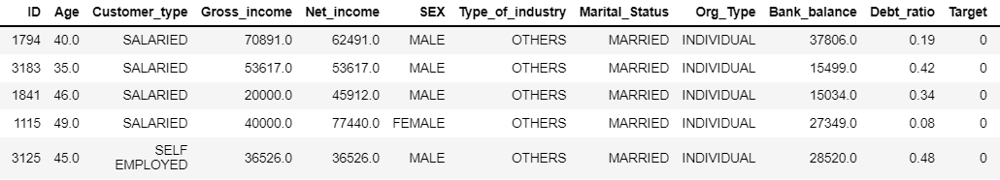 ID Age Customer_type Gross_income Net_income SEX Type_of_industry Marital_Status Org_Type Bank_balance Debt_ratio Target
1794 40.0 SALARIED 70891.0 62491.0 MALE OTHERS MARRIED INDIVIDUAL 37806.0 0.19 0
3183 35.0 SALARIED 53617.0 53617.0 MALE OTHERS MARRIED INDIVIDUAL 15499.0 0.42 0
1841 46.0 SALARIED 20000.0 45912.0 MALE OTHERS MARRIED INDIVIDUAL 15034.0 0.34 0
1115 49.0 SALARIED 40000.0 77440.0 FEMALE OTHERS MARRIED INDIVIDUAL 27349.0 0.08 0
3125 45.0 SELF EMPLOYED 36526.0 36526.0 MALE OTHERS MARRIED INDIVIDUAL 28520.0 0.48 0